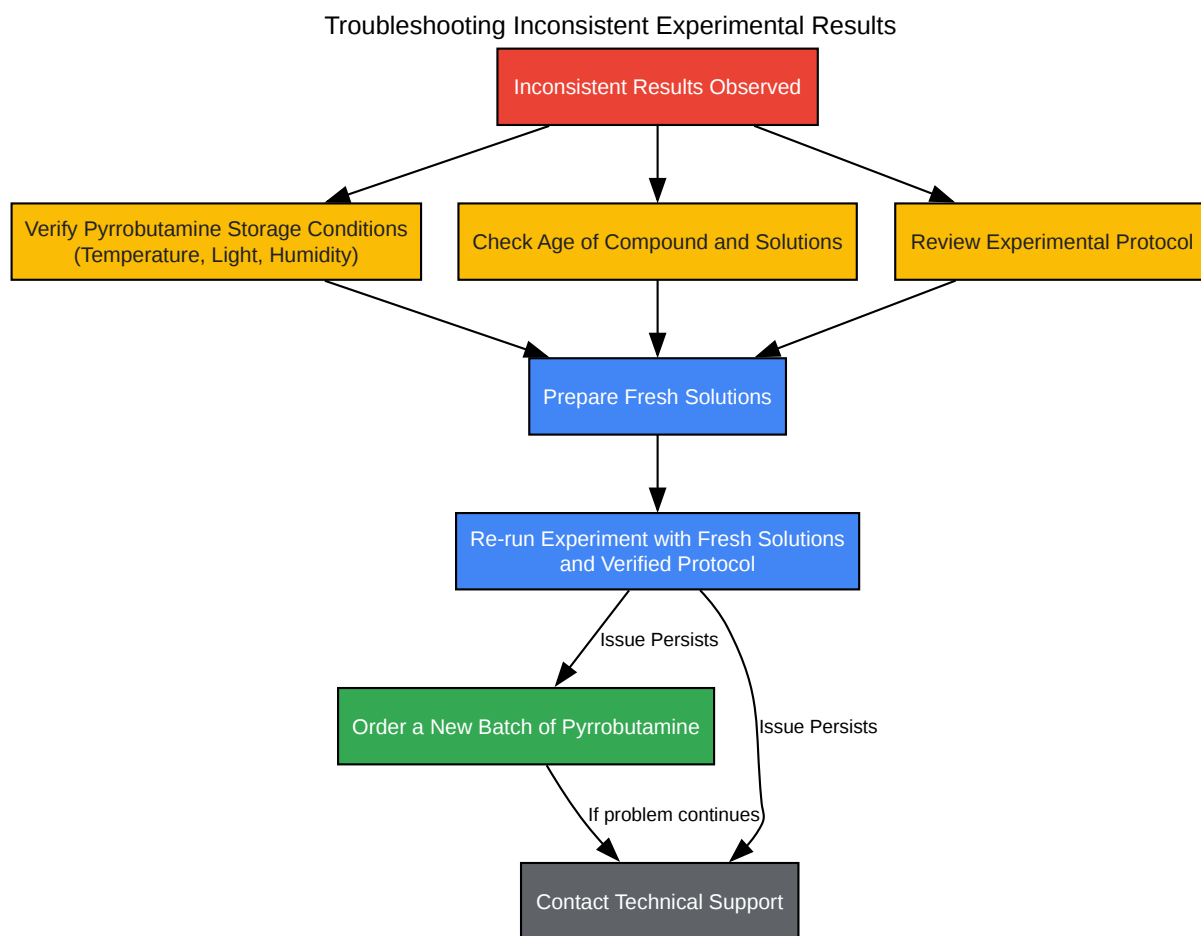 Troubleshooting Inconsistent Experimental Results
Inconsistent Results Observed
Verify Pyrrobutamine Storage Conditions
(Temperature, Light, Humidity)
Check Age of Compound and Solutions
Review Experimental Protocol
Prepare Fresh Solutions
Re-run Experiment with Fresh Solutions
and Verified Protocol
Issue Persists
Order a New Batch of Pyrrobutamine
Issue Persists
If problem continues
Contact Technical Support